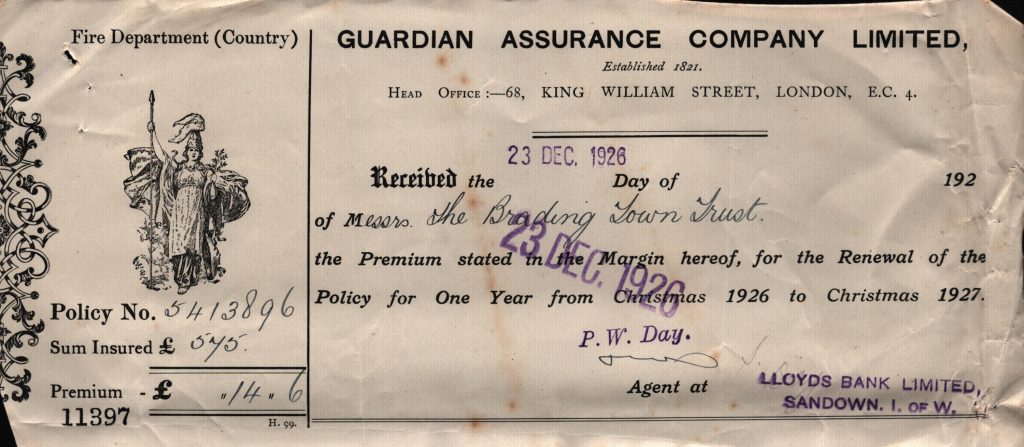 Fire Department (Country)
Policy No. 5413896
Sum Insured £ 575.
Premium - £ " 14 " 6
11397
H. 99.
GUARDIAN ASSURANCE COMPANY LIMITED,
Established 1821.
HEAD OFFICE :—68, KING WILLIAM STREET, LONDON, E.C. 4.
23 DEC. 1926
Received the Day of 192
of Messrs. The Brading Town Trust.
23 DEC. 1926
the Premium stated in the Margin hereof, for the Renewal of the
Policy for One Year from Christmas 1926 to Christmas 1927.
P. W. Day.
Agent at LLOYDS BANK LIMITED,
SANDOWN. I. OF W.